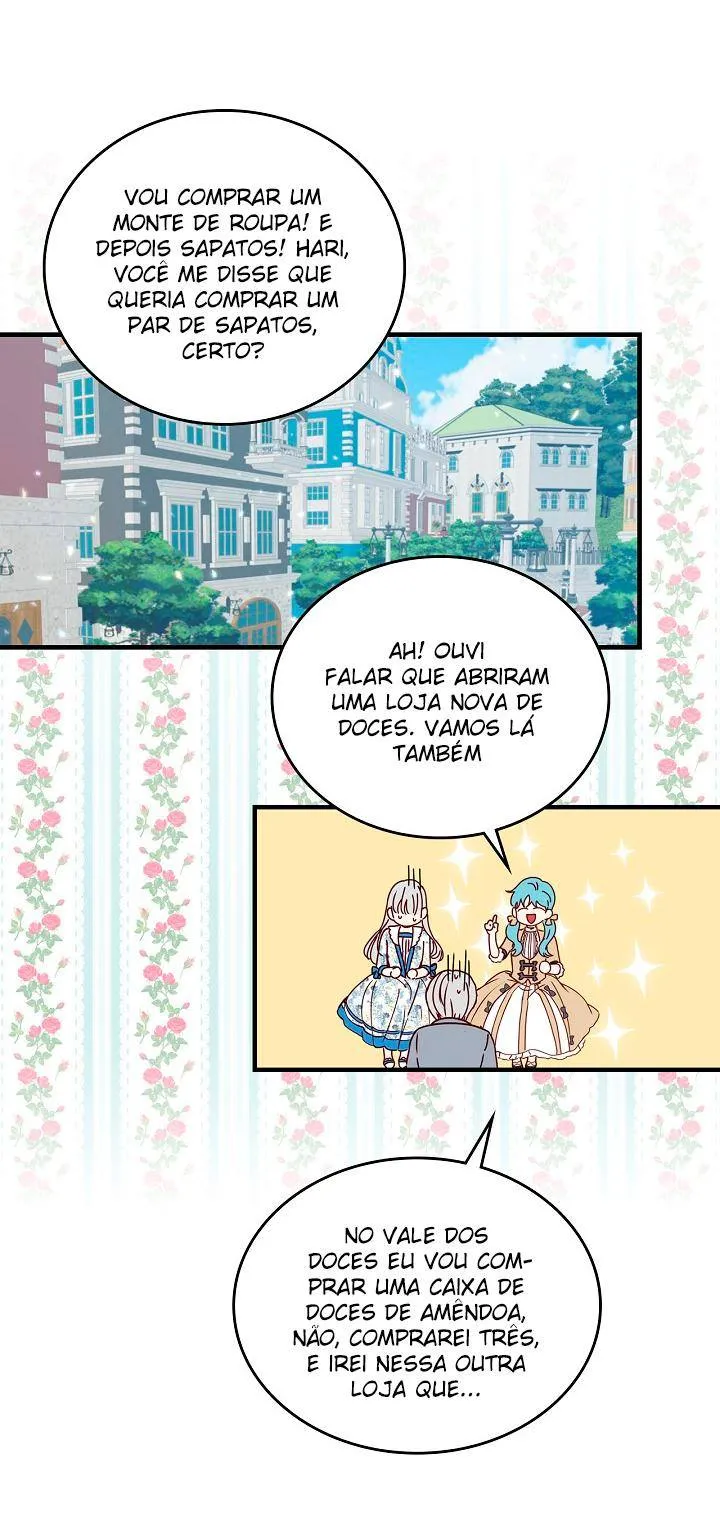 VOU COMPRAR UM
MONTE DE ROUPA! E
DEPOIS SAPATOS! HARI,
VOCÊ ME DISSE QUE
QUERIA COMPRAR UM
PAR DE SAPATOS,
CERTO?
AH! OUVI
FALAR QUE ABRIRAM
UMA LOJA NOVA DE
DOCES. VAMOS LÁ
TAMBÉM
NO VALE DOS
DOCES EU VOU COM-
PRAR UMA CAIXA DE
DOCES DE AMÊNDOA,
NÃO, COMPRAREI TRÊS,
E IREI NESSA OUTRA
LOJA QUE...